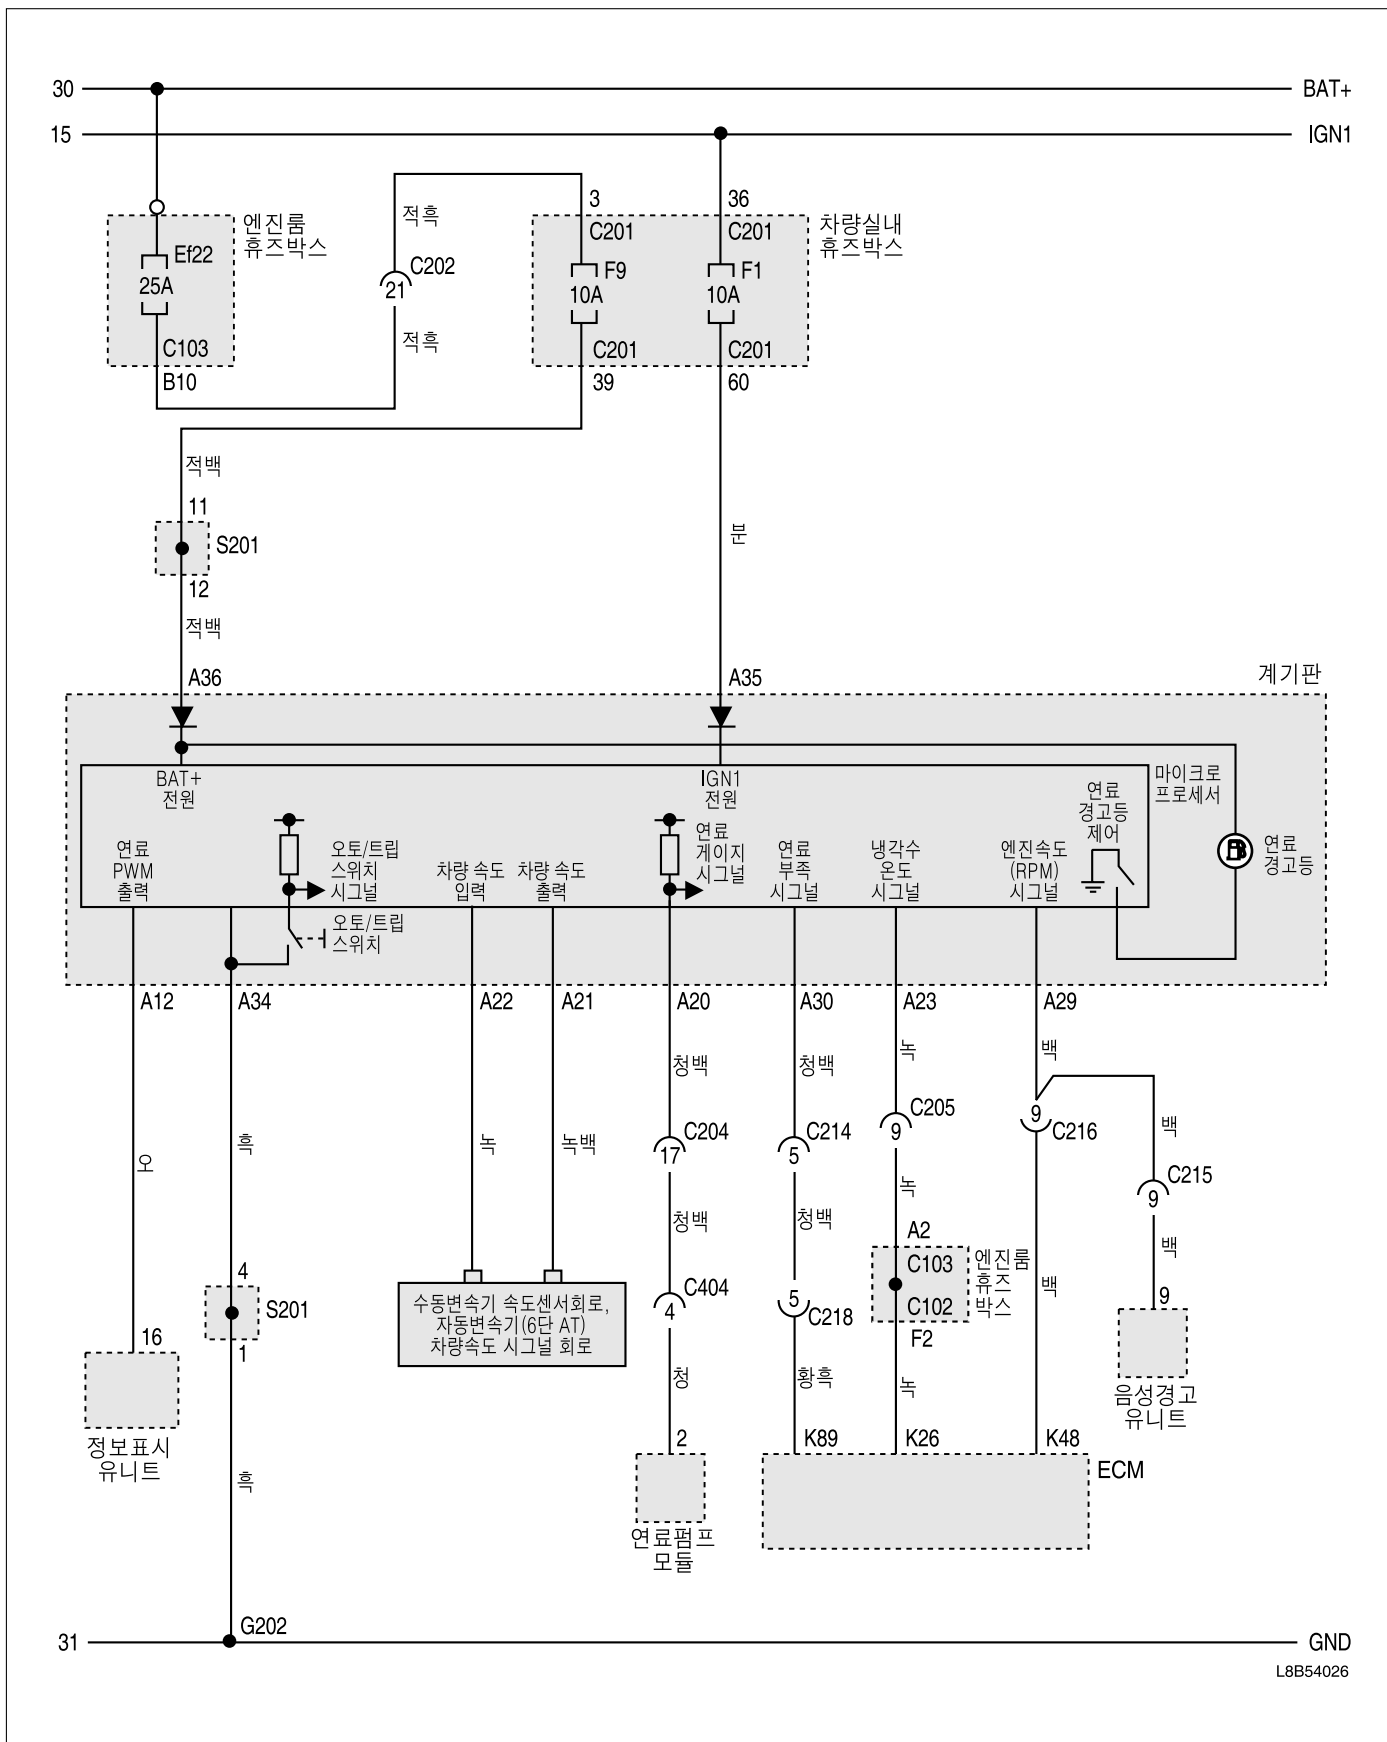 30
BAT+
15
IGN1
엔진룸
휴즈박스
Ef22
25A
C103
B10
적흑
C202
21
적흑
3
C201
F9
10A
C201
39
36
C201
F1
10A
C201
60
차량실내
휴즈박스
적백
11
S201
12
적백
분
A36
A35
계기판
BAT+
전원
IGN1
전원
마이크로
프로세서
연료
경고등
제어
연료
경고등
연료
PWM
출력
오토/트립
스위치
시그널
차량 속도
입력
차량 속도
출력
연료
게이지
시그널
연료
부족
시그널
냉각수
온도
시그널
엔진속도
(RPM)
시그널
오토/트립
스위치
A12
A34
A22
A21
A20
A30
A23
A29
오
흑
녹
녹백
청백
청백
녹
백
C204
17
C214
5
C205
9
9
C216
백
C215
9
청백
청백
녹
백
백
4
S201
1
16
정보표시
유니트
흑
수동변속기 속도센서회로,
자동변속기(6단 AT)
차량속도 시그널 회로
C404
4
청
2
연료펌프
모듈
5
C218
황흑
K89
A2
C103
C102
F2
엔진룸
휴즈
박스
녹
K26
K48
ECM
9
음성경고
유니트
31
G202
GND
L8B54026